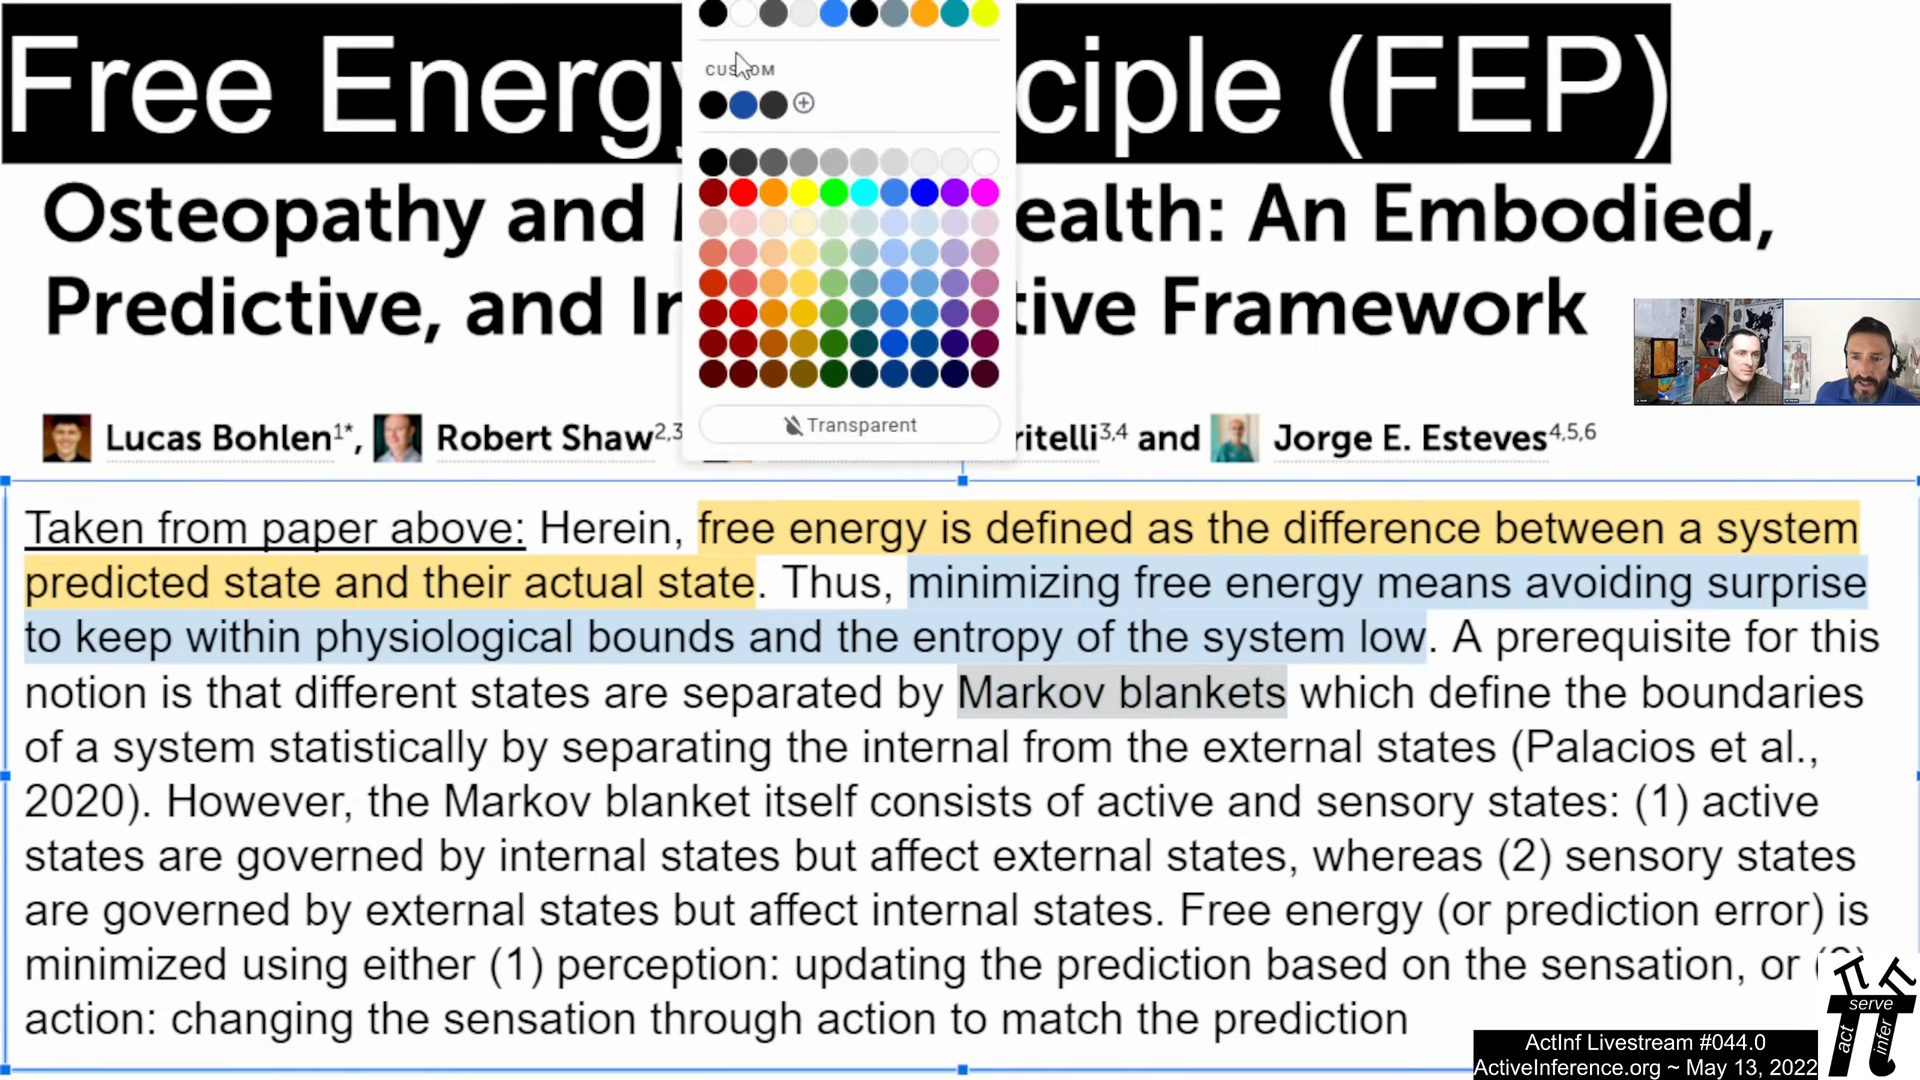 Free Energy ciple (FEP)
CUSTOM
Osteopathy and ealth: An Embodied,
Predictive, and In tive Framework
Transparent
Lucas Bohlen1*, Robert Shaw2,3 ritelli3,4 and Jorge E. Esteves4,5,6
Taken from paper above: Herein, free energy is defined as the difference between a system
predicted state and their actual state. Thus, minimizing free energy means avoiding surprise
to keep within physiological bounds and the entropy of the system low. A prerequisite for this
notion is that different states are separated by Markov blankets which define the boundaries
of a system statistically by separating the internal from the external states (Palacios et al.,
2020). However, the Markov blanket itself consists of active and sensory states: (1) active
states are governed by internal states but affect external states, whereas (2) sensory states
are governed by external states but affect internal states. Free energy (or prediction error) is
minimized using either (1) perception: updating the prediction based on the sensation, or (2)
action: changing the sensation through action to match the prediction
serve
act
infer
ActInf Livestream #044.0
ActiveInference.org ~ May 13, 2022